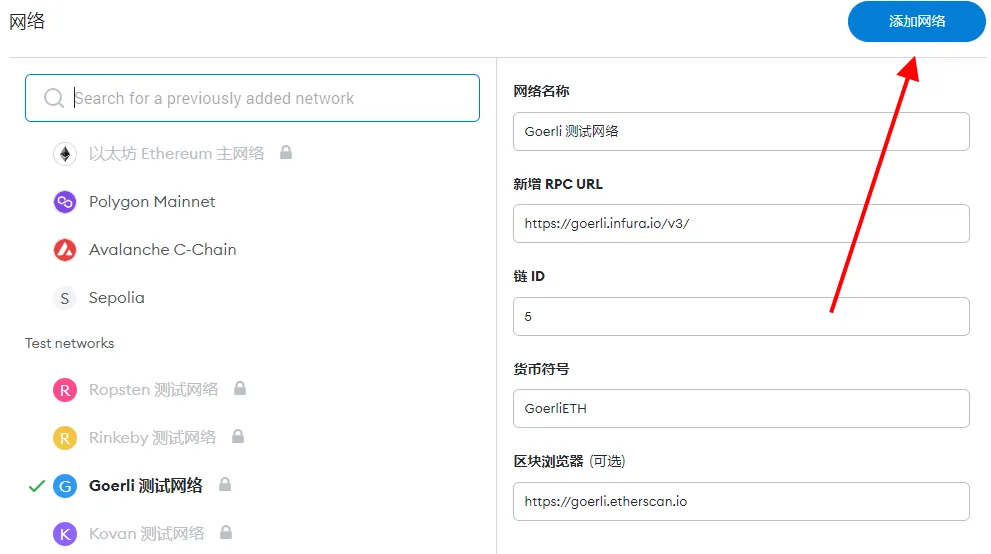 网络
添加网络
Search for a previously added network
以太坊 Ethereum 主网络
Polygon Mainnet
Avalanche C-Chain
S Sepolia
Test networks
R Ropsten 测试网络
R Rinkeby 测试网络
G Goerli 测试网络
K Kovan 测试网络
网络名称
Goerli 测试网络
新增 RPC URL
https://goerli.infura.io/v3/
链 ID
5
货币符号
GoerliETH
区块浏览器 (可选)
https://goerli.etherscan.io